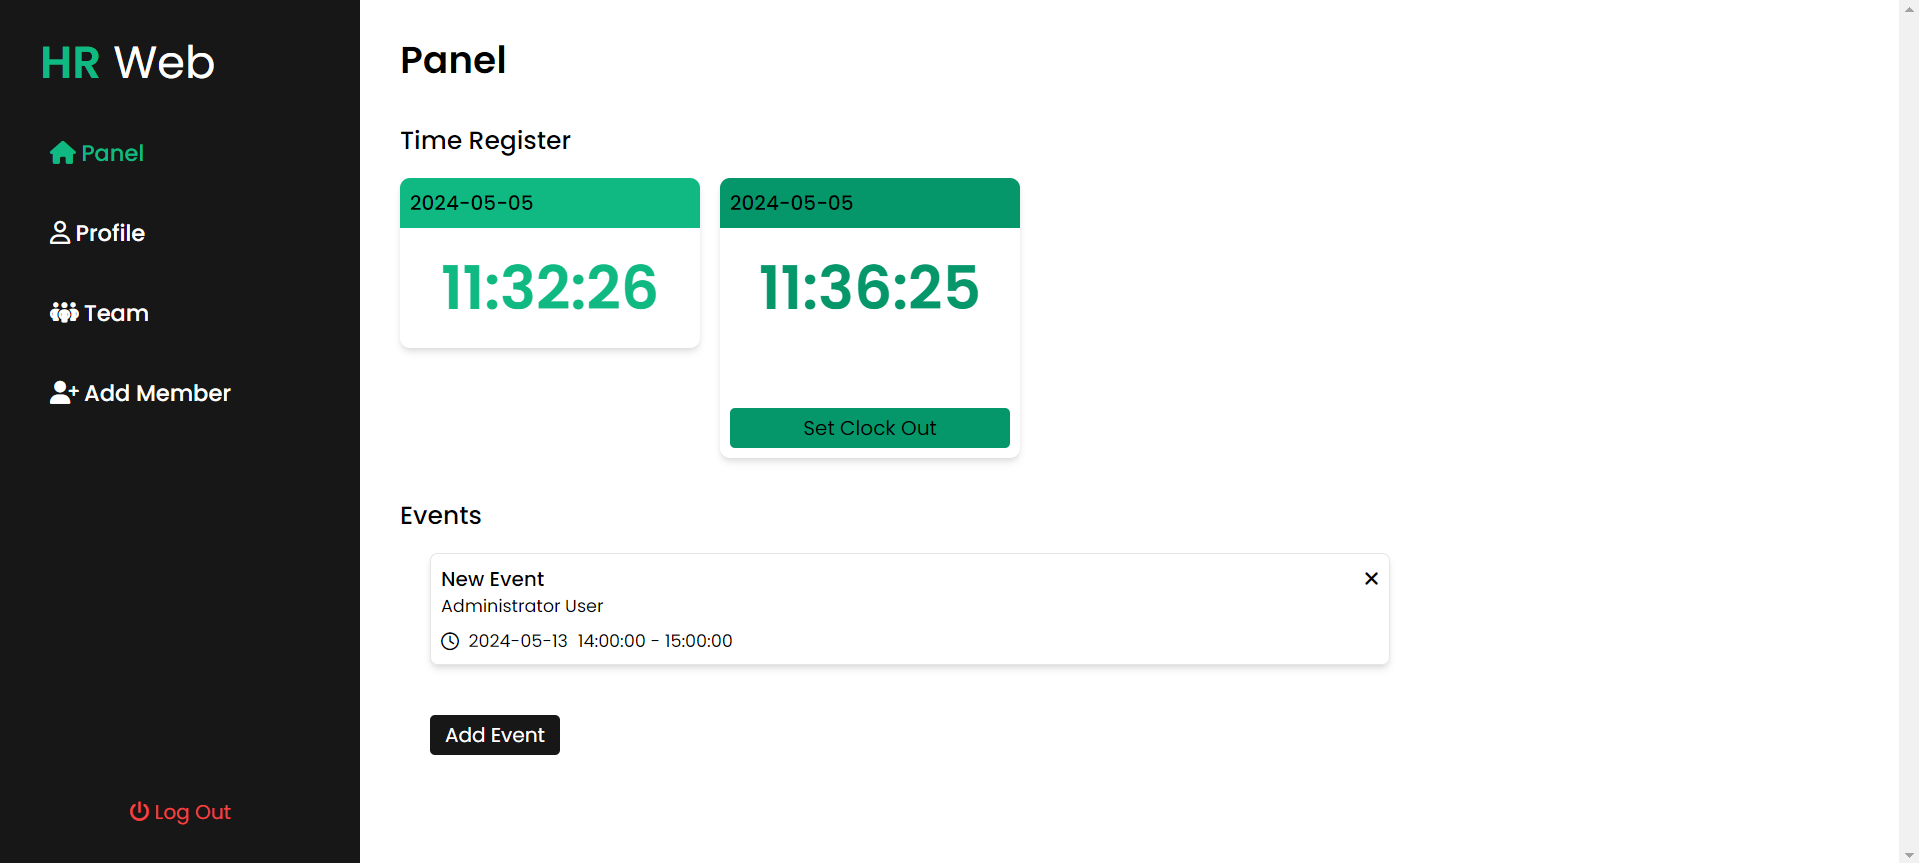 HR Web
Panel
Profile
Team
Add Member
Log Out
Panel
Time Register
2024-05-05
11:32:26
2024-05-05
11:36:25
Set Clock Out
Events
New Event
Administrator User
2024-05-13 14:00:00 - 15:00:00
Add Event